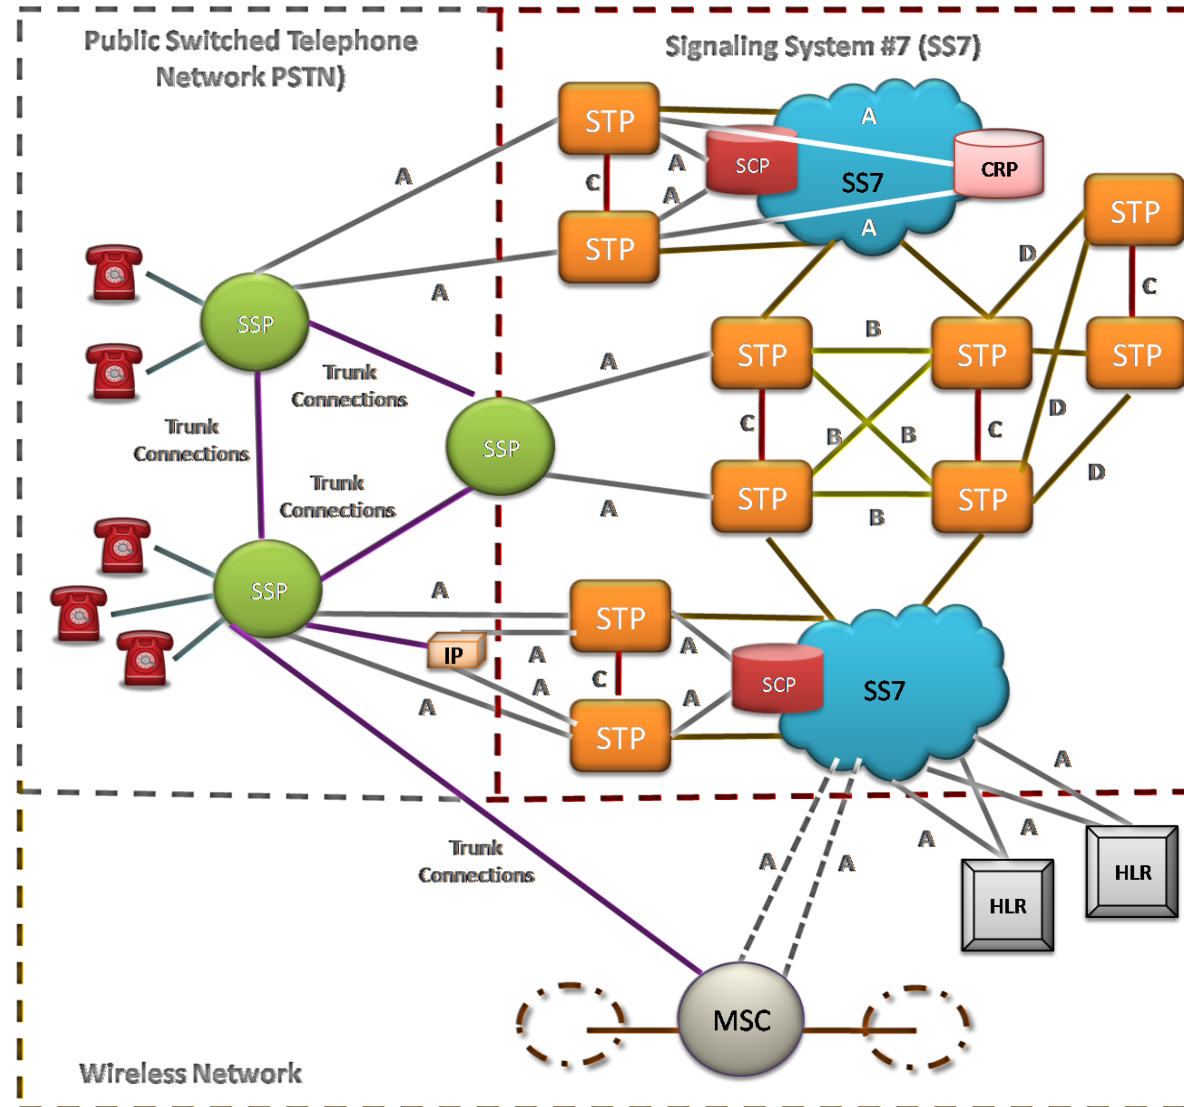 Public Switched Telephone
Network PSTN)
Signaling System #7 (SS7)
STP
A
A
SCP
CRP
A
C
A
SS7
STP
A
STP
A
STP
D
C
A
SSP
STP
B
STP
STP
A
Trunk
Connections
D
Trunk
Connections
C
B
B
C
SSP
D
Trunk
Connections
STP
STP
A
B
SSP
A
STP
A
IP
A
C
A
SCP
SS7
A
A
STP
A
A
Trunk
Connections
A
A
A
A
HLR
HLR
MSC
Wireless Network